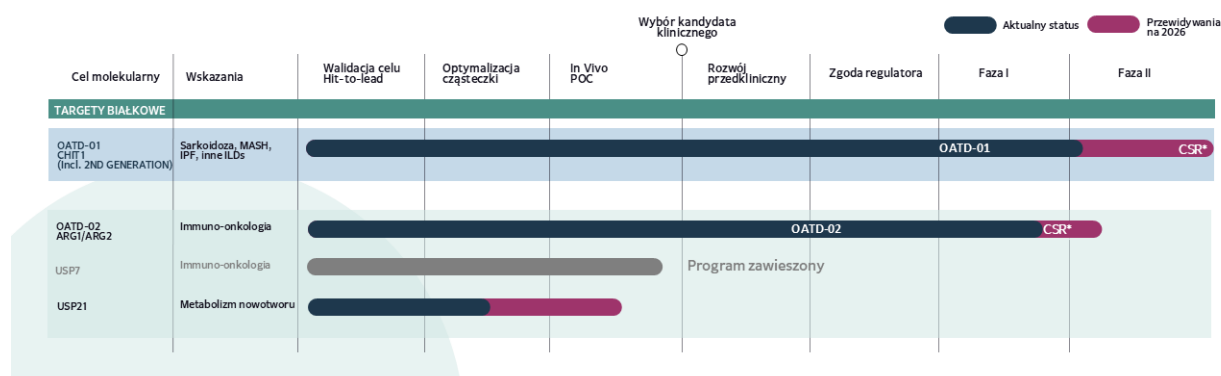 Wybór kandydata
klinicznego
Aktualny status
Przewidywania
na 2026
Cel molekularny
Wskazania
Walidacja celu
Hit-to-lead
Optymalizacja
cząsteczki
In Vivo
POC
Rozwój
przedkliniczny
Zgoda regulatora
Faza I
Faza II
TARGETY BIAŁKOWE
OATD-01
CHIT1
(Incl. 2ND GENERATION)
Sarkoidoza, MASH,
IPF, inne ILDs
OATD-01
CSR*
OATD-02
ARG1/ARG2
Immuno-onkologia
OATD-02
CSR*
USP7
Immuno-onkologia
Program zawieszony
USP21
Metabolizm nowotworu